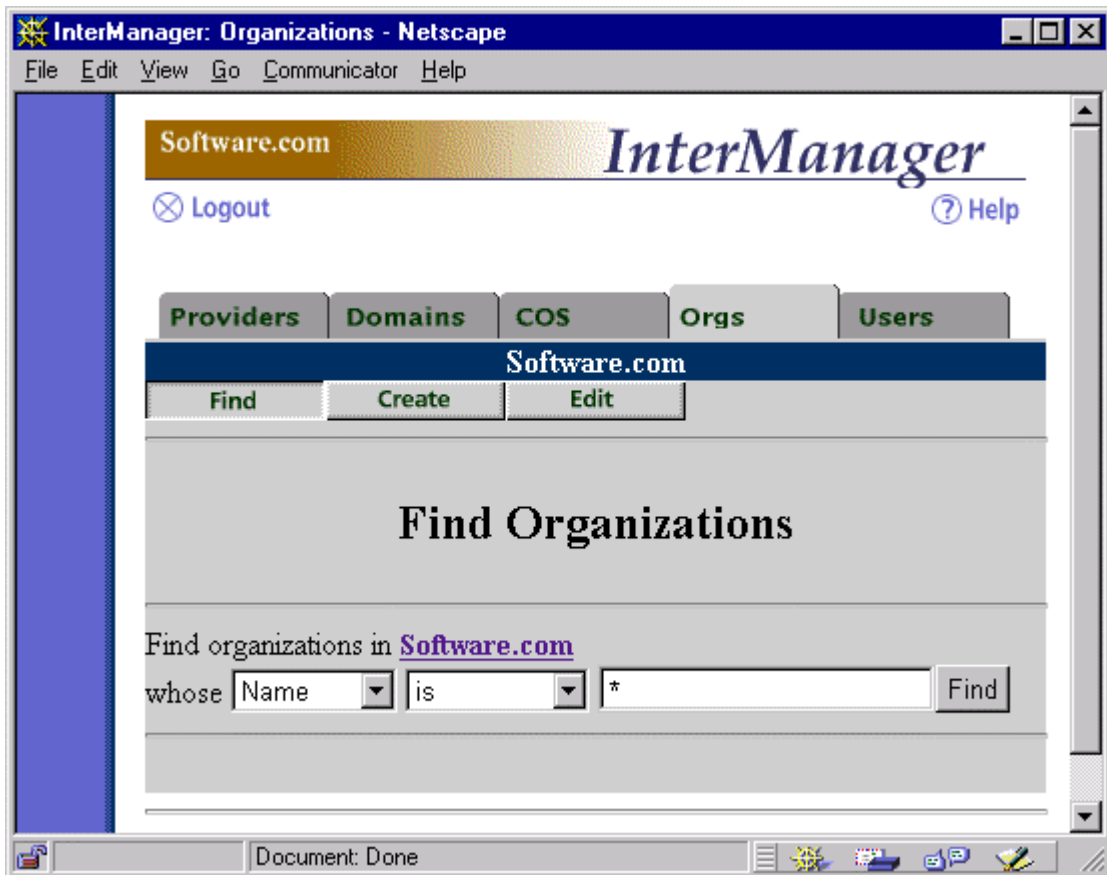 InterManager: Organizations - Netscape
File Edit View Go Communicator Help
Software.com InterManager
Logout ? Help
Providers Domains COS Orgs Users
Software.com
Find Create Edit
Find Organizations
Find organizations in Software.com
whose Name is * Find
Document: Done